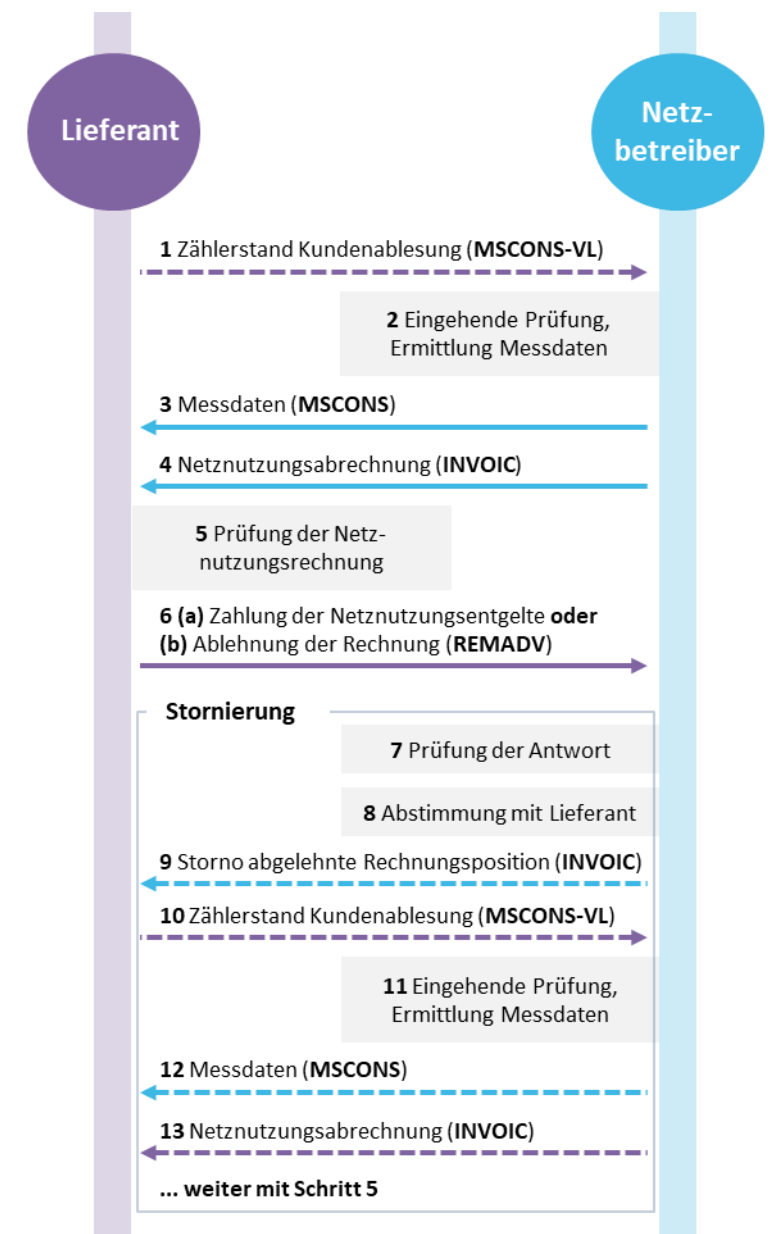 Lieferant
Netz-
betreiber
1 Zählerstand Kundenablesung (MSCONS-VL)
2 Eingehende Prüfung,
Ermittlung Messdaten
3 Messdaten (MSCONS)
4 Netznutzungsabrechnung (INVOIC)
5 Prüfung der Netz-
nutzungsrechnung
6 (a) Zahlung der Netznutzungsentgelte oder
(b) Ablehnung der Rechnung (REMADV)
Stornierung
7 Prüfung der Antwort
8 Abstimmung mit Lieferant
9 Storno abgelehnte Rechnungsposition (INVOIC)
10 Zählerstand Kundenablesung (MSCONS-VL)
11 Eingehende Prüfung,
Ermittlung Messdaten
12 Messdaten (MSCONS)
13 Netznutzungsabrechnung (INVOIC)
... weiter mit Schritt 5